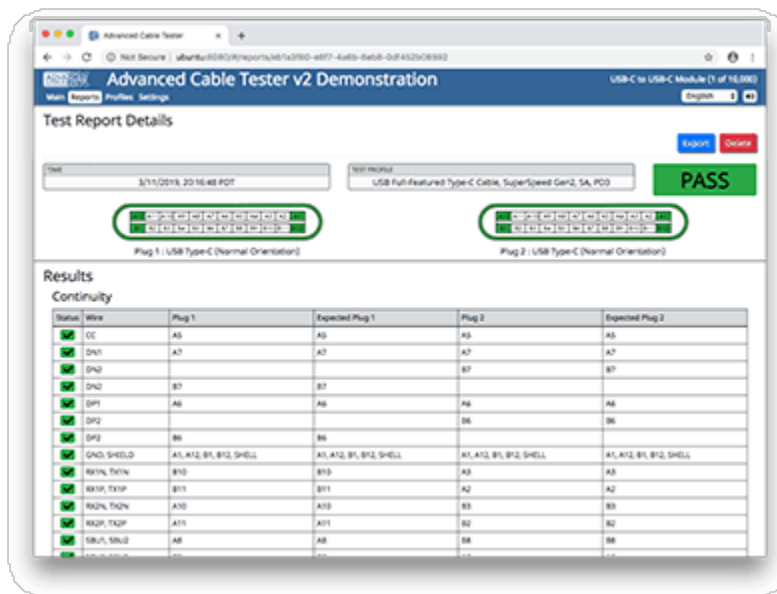 Advanced Cable Tester
Not Secure
Advanced Cable Tester v2 Demonstration
USB-C to USB-C Module (1 of 10,000)
Main Reports Profiles Settings
English
Test Report Details
Export Delete
TIME
TEST PROFILE
3/11/2019, 20:16:48 PDT
USB Full-Featured Type-C Cable, SuperSpeed Gen2, 5A, PD3
PASS
Plug 1 : USB Type-C (Normal Orientation)
Plug 2 : USB Type-C (Normal Orientation)
Results
Continuity
Status Wire Plug 1 Expected Plug 1 Plug 2 Expected Plug 2
CC A5 A5 A5 A5
DN1 A7 A7 A7 A7
DN2 B7 B7
DN2 B7 B7
DP1 A6 A6 A6 A6
DP2 B6 B6
DP2 B6 B6
GND, SHIELD A1, A12, B1, B12, SHELL A1, A12, B1, B12, SHELL A1, A12, B1, B12, SHELL A1, A12, B1, B12, SHELL
RX1N, TX1N B10 B10 A3 A3
RX1P, TX1P B11 B11 A2 A2
RX2N, TX2N A10 A10 B3 B3
RX2P, TX2P A11 A11 B2 B2
SBU1, SBU2 A8 A8 B8 B8